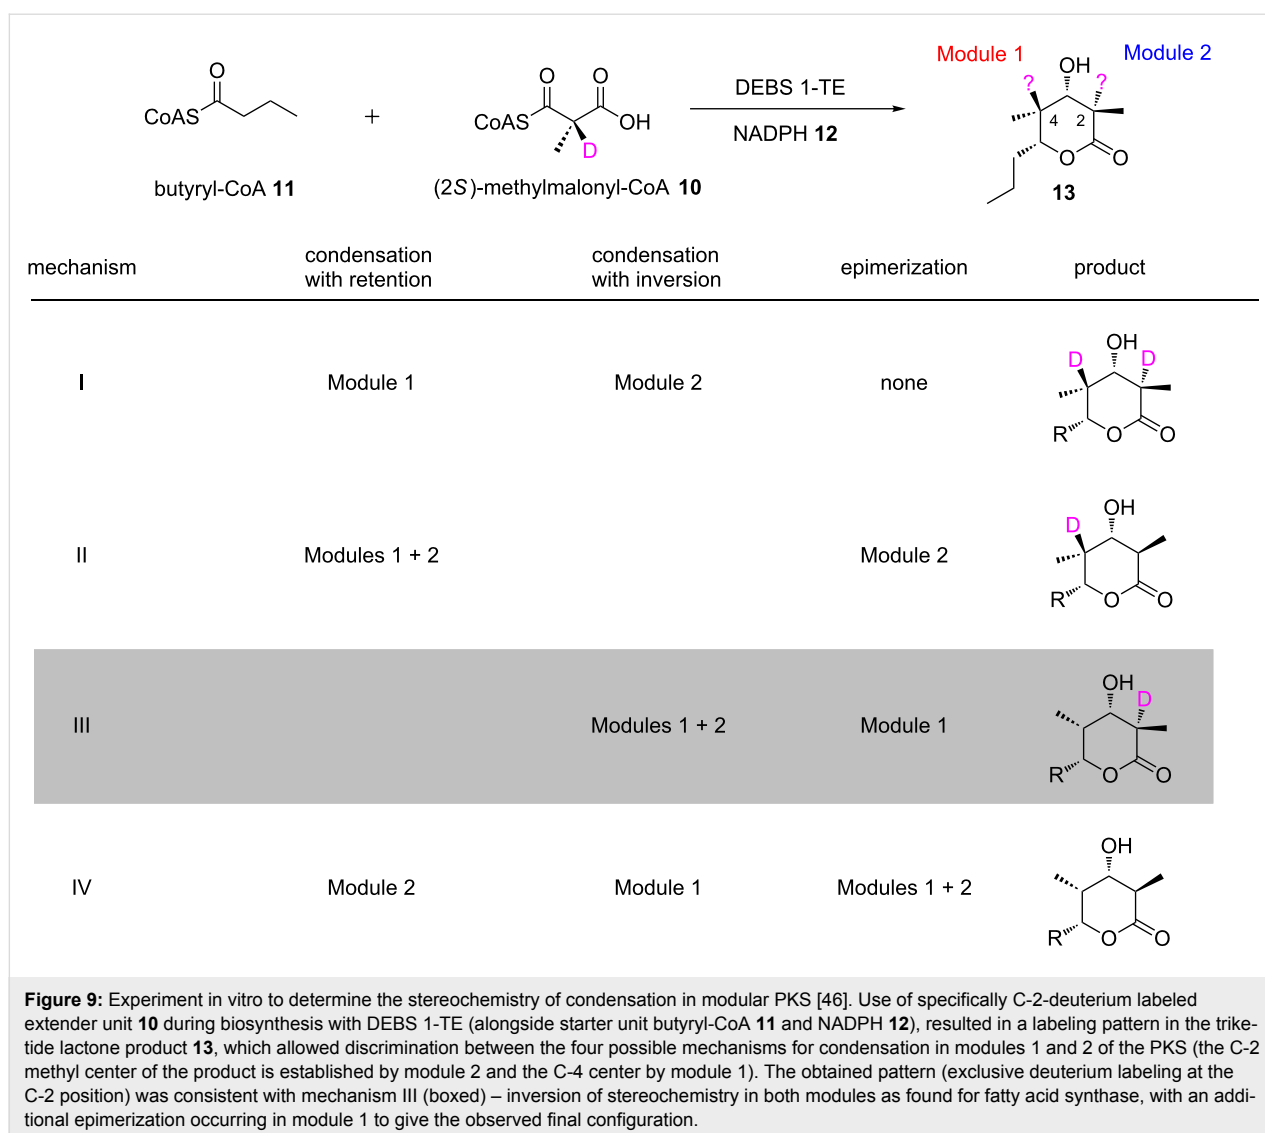 Module 1
Module 2
OH
? ?
O
CoAS
+
O O
CoAS OH
D
DEBS 1-TE
NADPH 12
4 2
O O
butyryl-CoA 11
(2S)-methylmalonyl-CoA 10
13
mechanism
condensation
with retention
condensation
with inversion
epimerization
product
I
Module 1
Module 2
none
OH
D D
R O O
II
Modules 1 + 2
Module 2
OH
D
R O O
III
Modules 1 + 2
Module 1
OH
D
R O O
IV
Module 2
Module 1
Modules 1 + 2
OH
R O O
Figure 9: Experiment in vitro to determine the stereochemistry of condensation in modular PKS [46]. Use of specifically C-2-deuterium labeled
extender unit 10 during biosynthesis with DEBS 1-TE (alongside starter unit butyryl-CoA 11 and NADPH 12), resulted in a labeling pattern in the trike-
tide lactone product 13, which allowed discrimination between the four possible mechanisms for condensation in modules 1 and 2 of the PKS (the C-2
methyl center of the product is established by module 2 and the C-4 center by module 1). The obtained pattern (exclusive deuterium labeling at the
C-2 position) was consistent with mechanism III (boxed) – inversion of stereochemistry in both modules as found for fatty acid synthase, with an addi-
tional epimerization occurring in module 1 to give the observed final configuration.